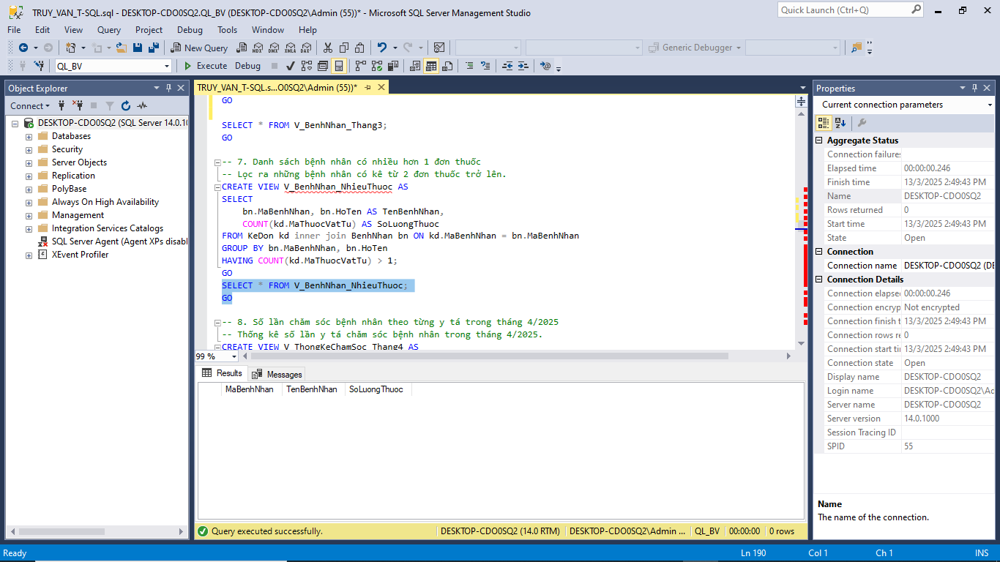 TRUY_VAN_T-SQL.sql - DESKTOP-CDO0SQ2.QL_BV (DESKTOP-CDO0SQ2\Admin (55))* - Microsoft SQL Server Management Studio
Quick Launch (Ctrl+Q)
File Edit View Query Project Debug Tools Window Help
New Query
MDX DMX XMLA DAX
Generic Debugger
QL_BV
Execute Debug
Object Explorer
Connect
DESKTOP-CDO0SQ2 (SQL Server 14.0.10
Databases
Security
Server Objects
Replication
PolyBase
Always On High Availability
Management
Integration Services Catalogs
SQL Server Agent (Agent XPs disabl
XEvent Profiler
TRUY_VAN_T-SQL.s...O0SQ2\Admin (55))*
GO
SELECT * FROM V_BenhNhan_Thang3;
GO
-- 7. Danh sách bệnh nhân có nhiều hơn 1 đơn thuốc
-- Lọc ra những bệnh nhân có kê từ 2 đơn thuốc trở lên.
CREATE VIEW V_BenhNhan_NhieuThuoc AS
SELECT
bn.MaBenhNhan, bn.HoTen AS TenBenhNhan,
COUNT(kd.MaThuocVatTu) AS SoLuongThuoc
FROM KeDon kd inner join BenhNhan bn ON kd.MaBenhNhan = bn.MaBenhNhan
GROUP BY bn.MaBenhNhan, bn.HoTen
HAVING COUNT(kd.MaThuocVatTu) > 1;
GO
SELECT * FROM V_BenhNhan_NhieuThuoc;
GO
-- 8. Số lần chăm sóc bệnh nhân theo từng y tá trong tháng 4/2025
-- Thống kê số lần y tá chăm sóc bệnh nhân trong tháng 4/2025.
CREATE VIEW V_ThongKeChamSoc_Thang4 AS
99 %
Results Messages
MaBenhNhan TenBenhNhan SoLuongThuoc
Query executed successfully. DESKTOP-CDO0SQ2 (14.0 RTM) DESKTOP-CDO0SQ2\Admin ... QL_BV 00:00:00 0 rows
Properties
Current connection parameters
Aggregate Status
Connection failures
Elapsed time 00:00:00.246
Finish time 13/3/2025 2:49:43 PM
Name DESKTOP-CDO0SQ2
Rows returned 0
Start time 13/3/2025 2:49:43 PM
State Open
Connection
Connection name DESKTOP-CDO0SQ2 (DE
Connection Details
Connection elapse 00:00:00.246
Connection encryp Not encrypted
Connection finish t 13/3/2025 2:49:43 PM
Connection rows re 0
Connection start tir 13/3/2025 2:49:43 PM
Connection state Open
Display name DESKTOP-CDO0SQ2
Login name DESKTOP-CDO0SQ2\Ad
Server name DESKTOP-CDO0SQ2
Server version 14.0.1000
Session Tracing ID
SPID 55
Name
The name of the connection.
Ready Ln 190 Col 1 Ch 1 INS